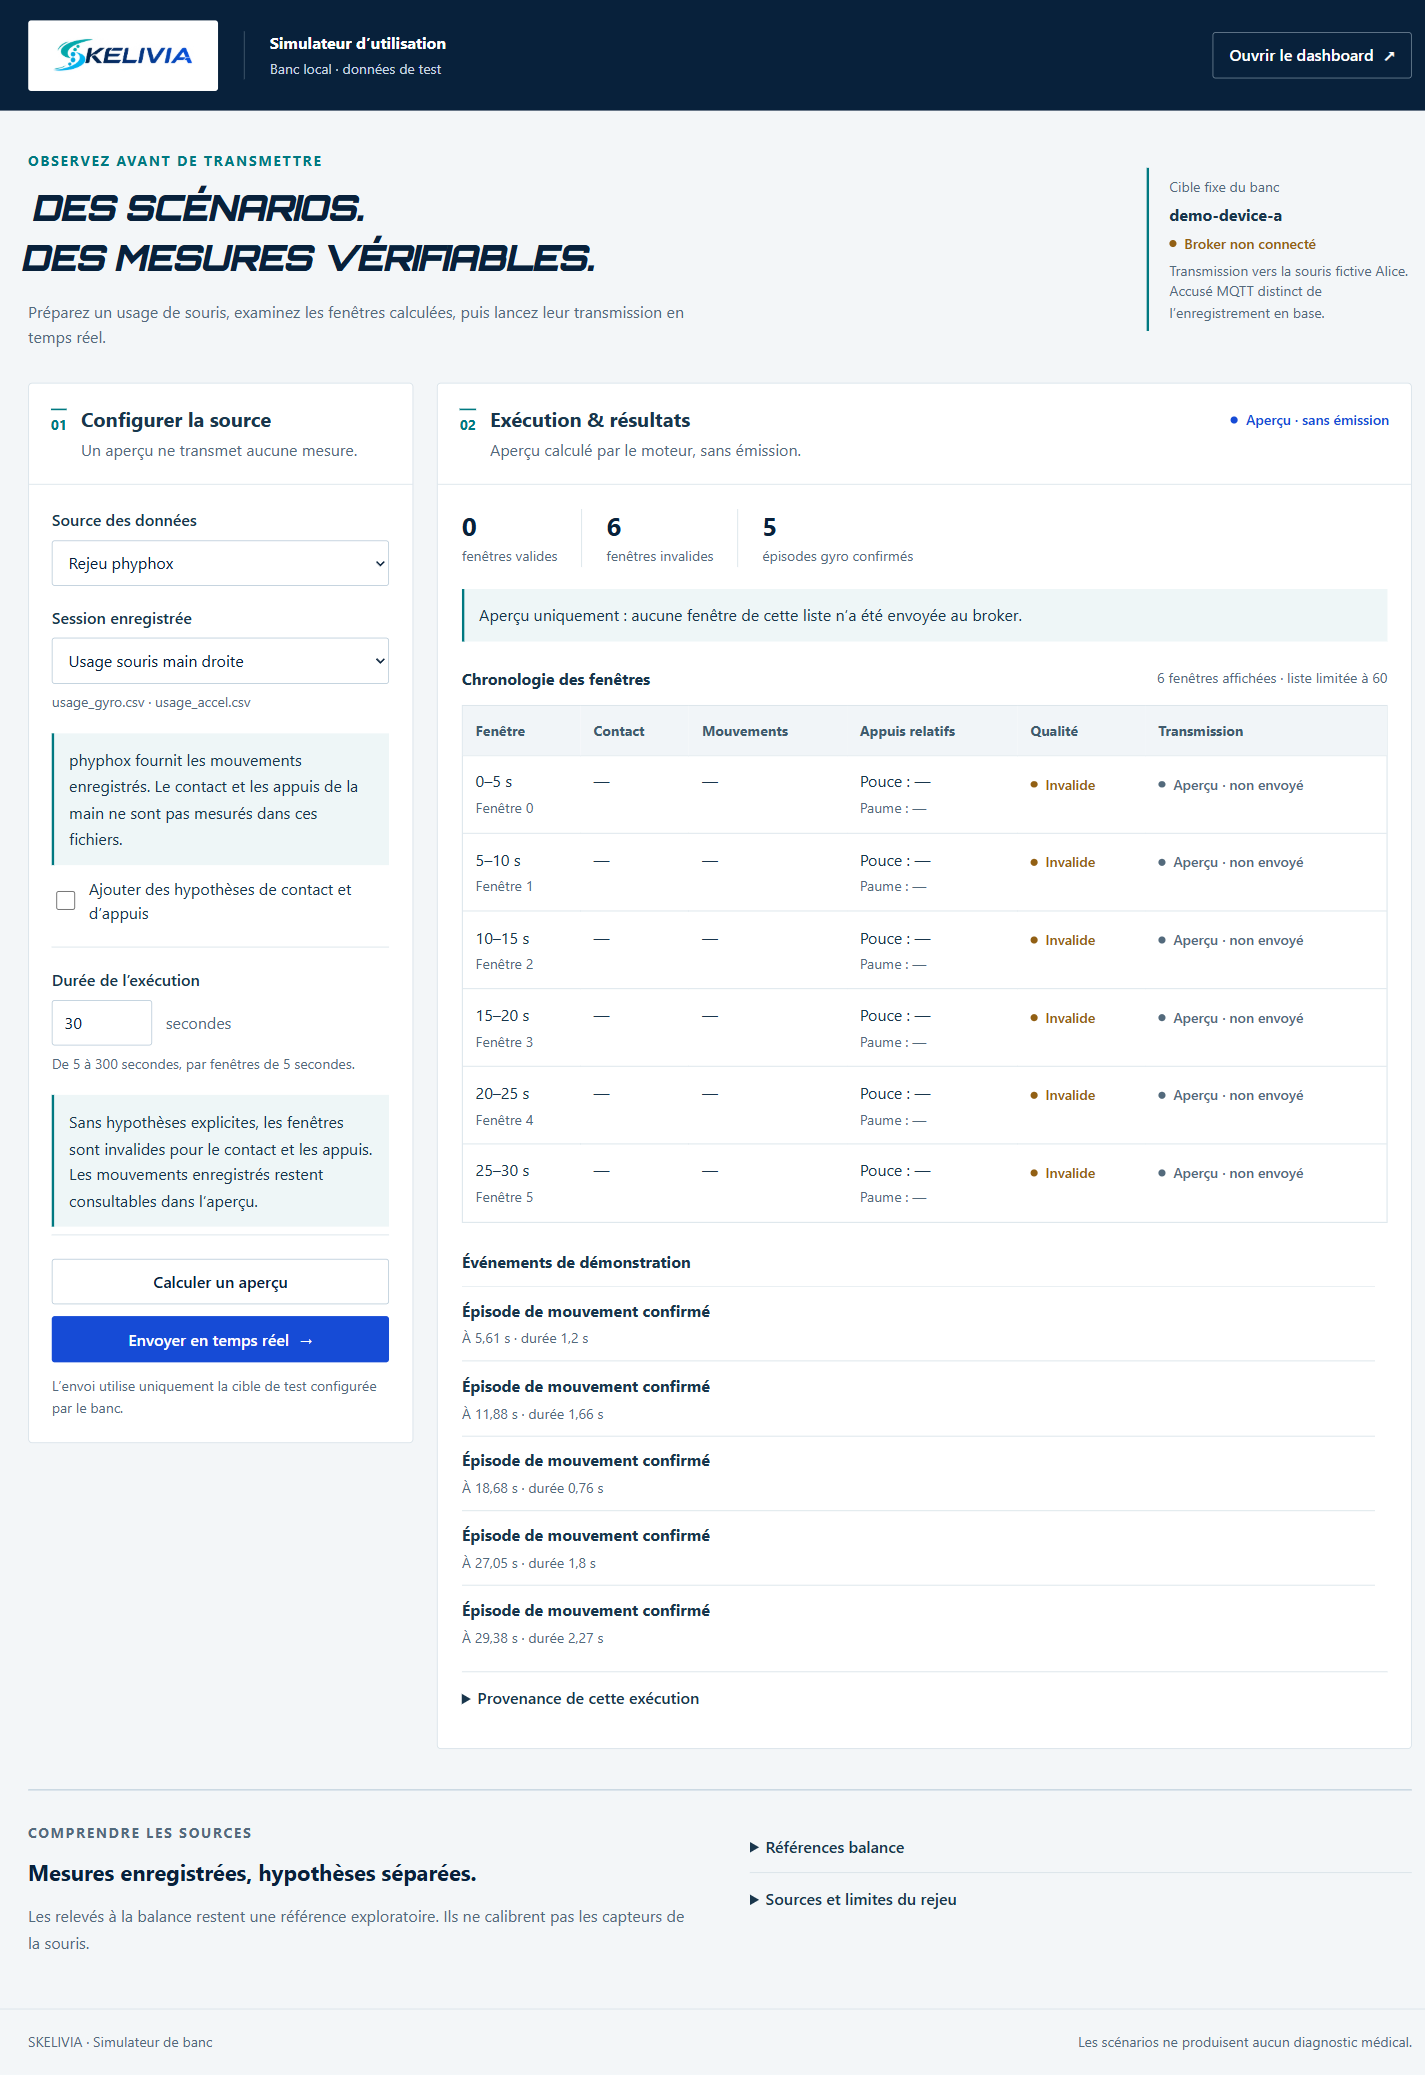 SKELIVIA
Simulateur d’utilisation
Banc local · données de test
Ouvrir le dashboard ↗
OBSERVEZ AVANT DE TRANSMETTRE
DES SCÉNARIOS.
DES MESURES VÉRIFIABLES.
Préparez un usage de souris, examinez les fenêtres calculées, puis lancez leur transmission en
temps réel.
Cible fixe du banc
demo-device-a
Broker non connecté
Transmission vers la souris fictive Alice.
Accusé MQTT distinct de
l’enregistrement en base.
01 Configurer la source
Un aperçu ne transmet aucune mesure.
Source des données
Rejeu phyphox
Session enregistrée
Usage souris main droite
usage_gyro.csv · usage_accel.csv
phyphox fournit les mouvements
enregistrés. Le contact et les appuis de la
main ne sont pas mesurés dans ces
fichiers.
Ajouter des hypothèses de contact et
d’appuis
Durée de l’exécution
30 secondes
De 5 à 300 secondes, par fenêtres de 5 secondes.
Sans hypothèses explicites, les fenêtres
sont invalides pour le contact et les appuis.
Les mouvements enregistrés restent
consultables dans l’aperçu.
Calculer un aperçu
Envoyer en temps réel →
L’envoi utilise uniquement la cible de test configurée
par le banc.
02 Exécution & résultats
Aperçu calculé par le moteur, sans émission.
Aperçu · sans émission
0
fenêtres valides
6
fenêtres invalides
5
épisodes gyro confirmés
Aperçu uniquement : aucune fenêtre de cette liste n’a été envoyée au broker.
Chronologie des fenêtres
6 fenêtres affichées · liste limitée à 60
Fenêtre Contact Mouvements Appuis relatifs Qualité Transmission
0–5 s — — Pouce : — Invalide Aperçu · non envoyé
Fenêtre 0 Paume : —
5–10 s — — Pouce : — Invalide Aperçu · non envoyé
Fenêtre 1 Paume : —
10–15 s — — Pouce : — Invalide Aperçu · non envoyé
Fenêtre 2 Paume : —
15–20 s — — Pouce : — Invalide Aperçu · non envoyé
Fenêtre 3 Paume : —
20–25 s — — Pouce : — Invalide Aperçu · non envoyé
Fenêtre 4 Paume : —
25–30 s — — Pouce : — Invalide Aperçu · non envoyé
Fenêtre 5 Paume : —
Événements de démonstration
Épisode de mouvement confirmé
À 5,61 s · durée 1,2 s
Épisode de mouvement confirmé
À 11,88 s · durée 1,66 s
Épisode de mouvement confirmé
À 18,68 s · durée 0,76 s
Épisode de mouvement confirmé
À 27,05 s · durée 1,8 s
Épisode de mouvement confirmé
À 29,38 s · durée 2,27 s
Provenance de cette exécution
COMPRENDRE LES SOURCES
Mesures enregistrées, hypothèses séparées.
Les relevés à la balance restent une référence exploratoire. Ils ne calibrent pas les capteurs de
la souris.
Références balance
Sources et limites du rejeu
SKELIVIA · Simulateur de banc
Les scénarios ne produisent aucun diagnostic médical.